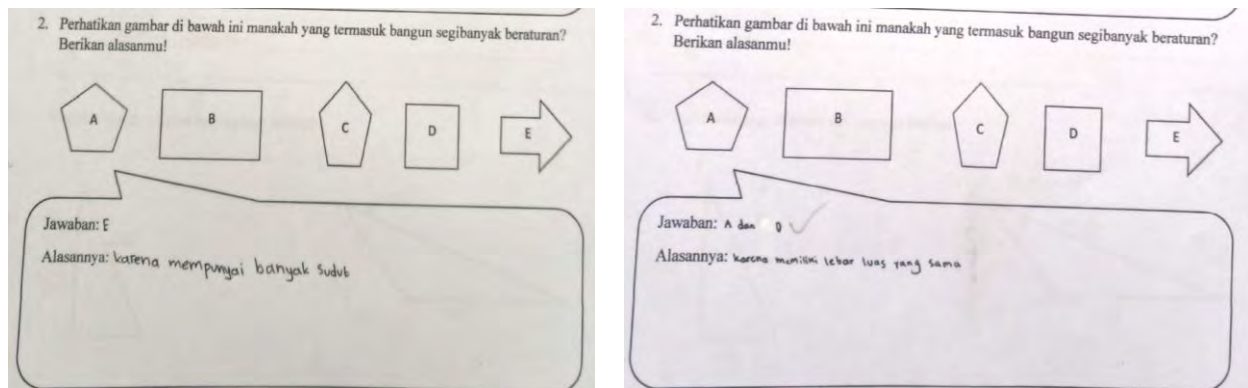 2. Perhatikan gambar di bawah ini manakah yang termasuk bangun segibanyak beraturan?
Berikan alasanmu!
A B C D E
Jawaban: E
Alasannya: karena mempunyai banyak sudut
2. Perhatikan gambar di bawah ini manakah yang termasuk bangun segibanyak beraturan?
Berikan alasanmu!
A B C D E
Jawaban: A dan D
Alasannya: karena memiliki lebar luas yang sama